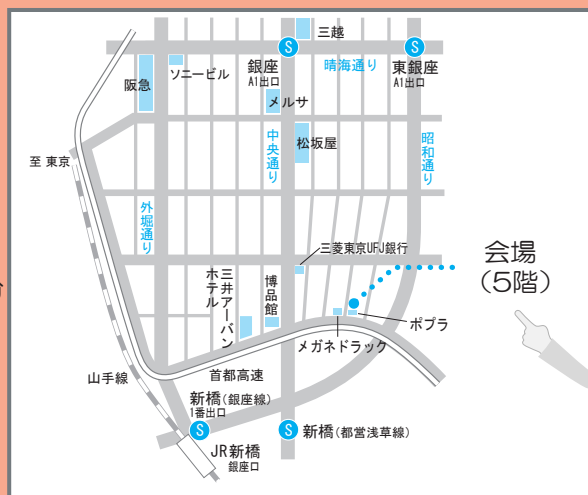 三越
S
S
銀座
A1出口
晴海通り
東銀座
A1出口
阪急
ソニービル
メルサ
中央通り
松坂屋
昭和通り
至 東京
外堀通り
三菱東京UFJ銀行
会場
(5階)
三井アーバン
ホテル
博品館
ポプラ
メガネドラック
山手線
首都高速
新橋(銀座線)
1番出口
S
S
新橋(都営浅草線)
JR新橋
銀座口